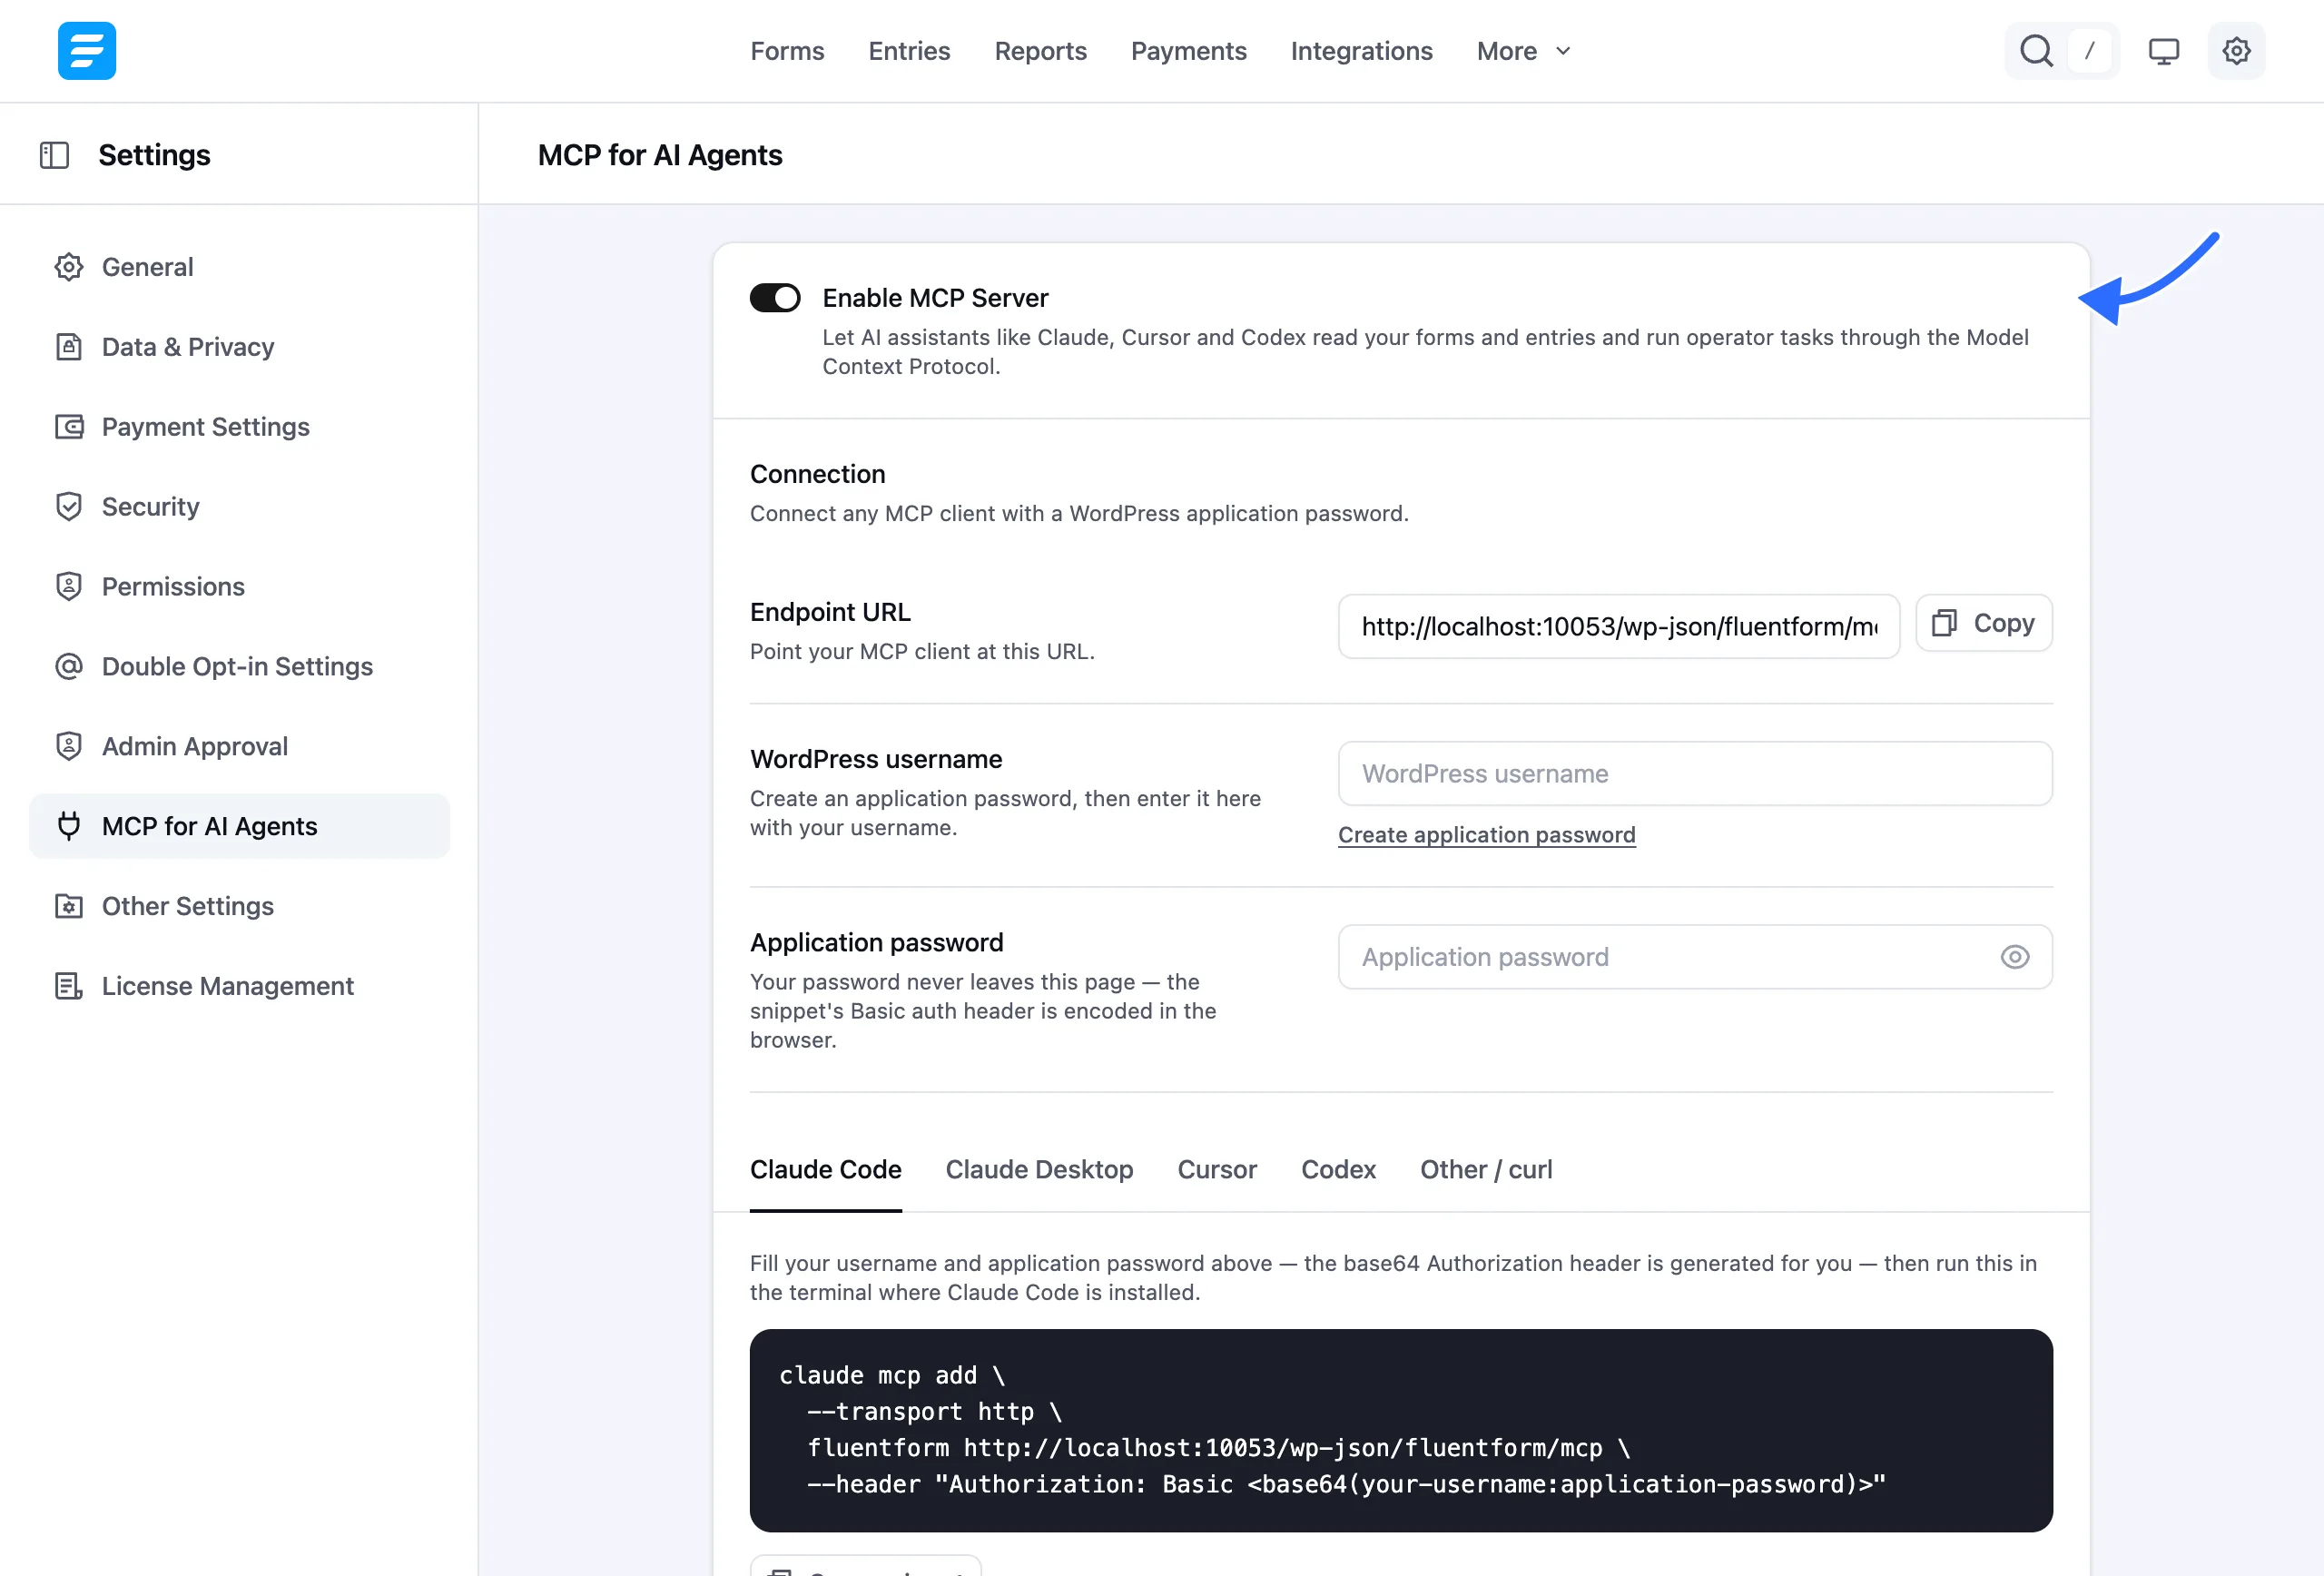 Forms
Entries
Reports
Payments
Integrations
More
/
Settings
MCP for AI Agents
General
Data & Privacy
Payment Settings
Security
Permissions
Double Opt-in Settings
Admin Approval
MCP for AI Agents
Other Settings
License Management
Enable MCP Server
Let AI assistants like Claude, Cursor and Codex read your forms and entries and run operator tasks through the Model
Context Protocol.
Connection
Connect any MCP client with a WordPress application password.
Endpoint URL
Point your MCP client at this URL.
http://localhost:10053/wp-json/fluentform/m
Copy
WordPress username
Create an application password, then enter it here
with your username.
WordPress username
Create application password
Application password
Your password never leaves this page — the
snippet's Basic auth header is encoded in the
browser.
Application password
Claude Code
Claude Desktop
Cursor
Codex
Other / curl
Fill your username and application password above — the base64 Authorization header is generated for you — then run this in
the terminal where Claude Code is installed.
claude mcp add \
--transport http \
fluentform http://localhost:10053/wp-json/fluentform/mcp \
--header "Authorization: Basic <base64(your-username:application-password)>"